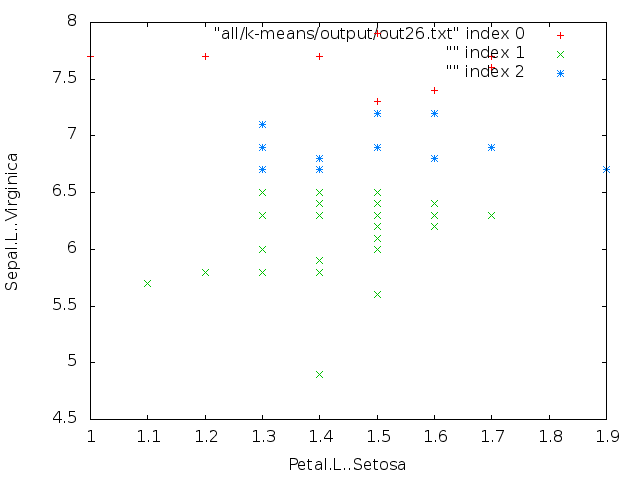 "all/k-means/output/out26.txt" index 0
"" index 1
"" index 2
8
7.5
7
6.5
6
5.5
5
4.5
Sepal.L..Virginica
1 1.1 1.2 1.3 1.4 1.5 1.6 1.7 1.8 1.9
Petal.L..Setosa